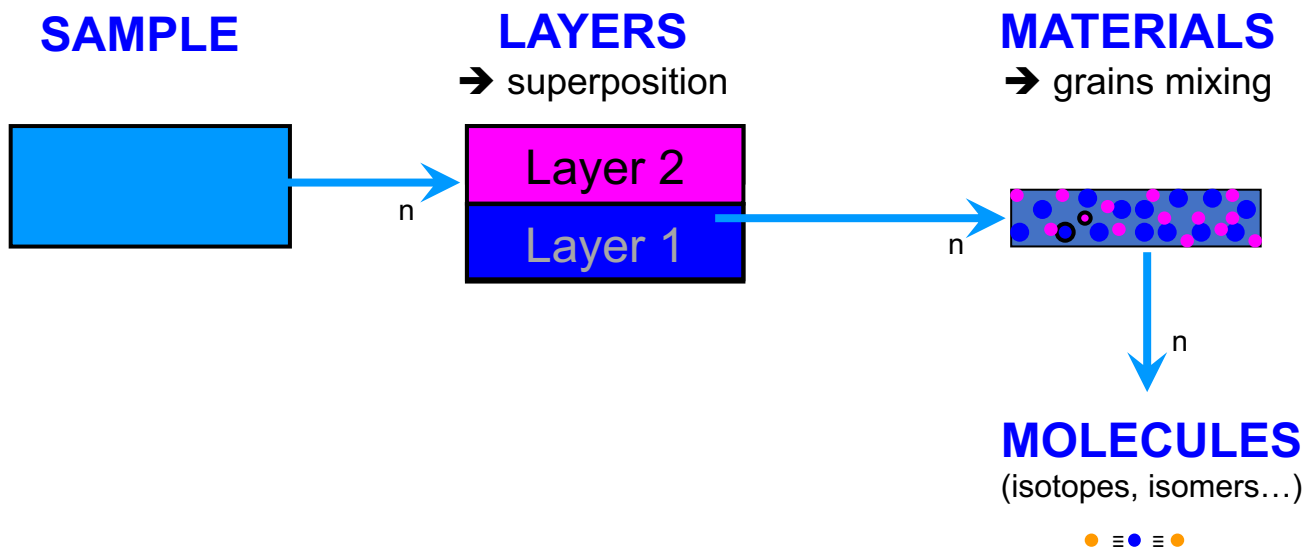 SAMPLE
LAYERS
➔ superposition
MATERIALS
➔ grains mixing
Layer 2
Layer 1
n
n
n
MOLECULES
(isotopes, isomers…)
≡ ≡